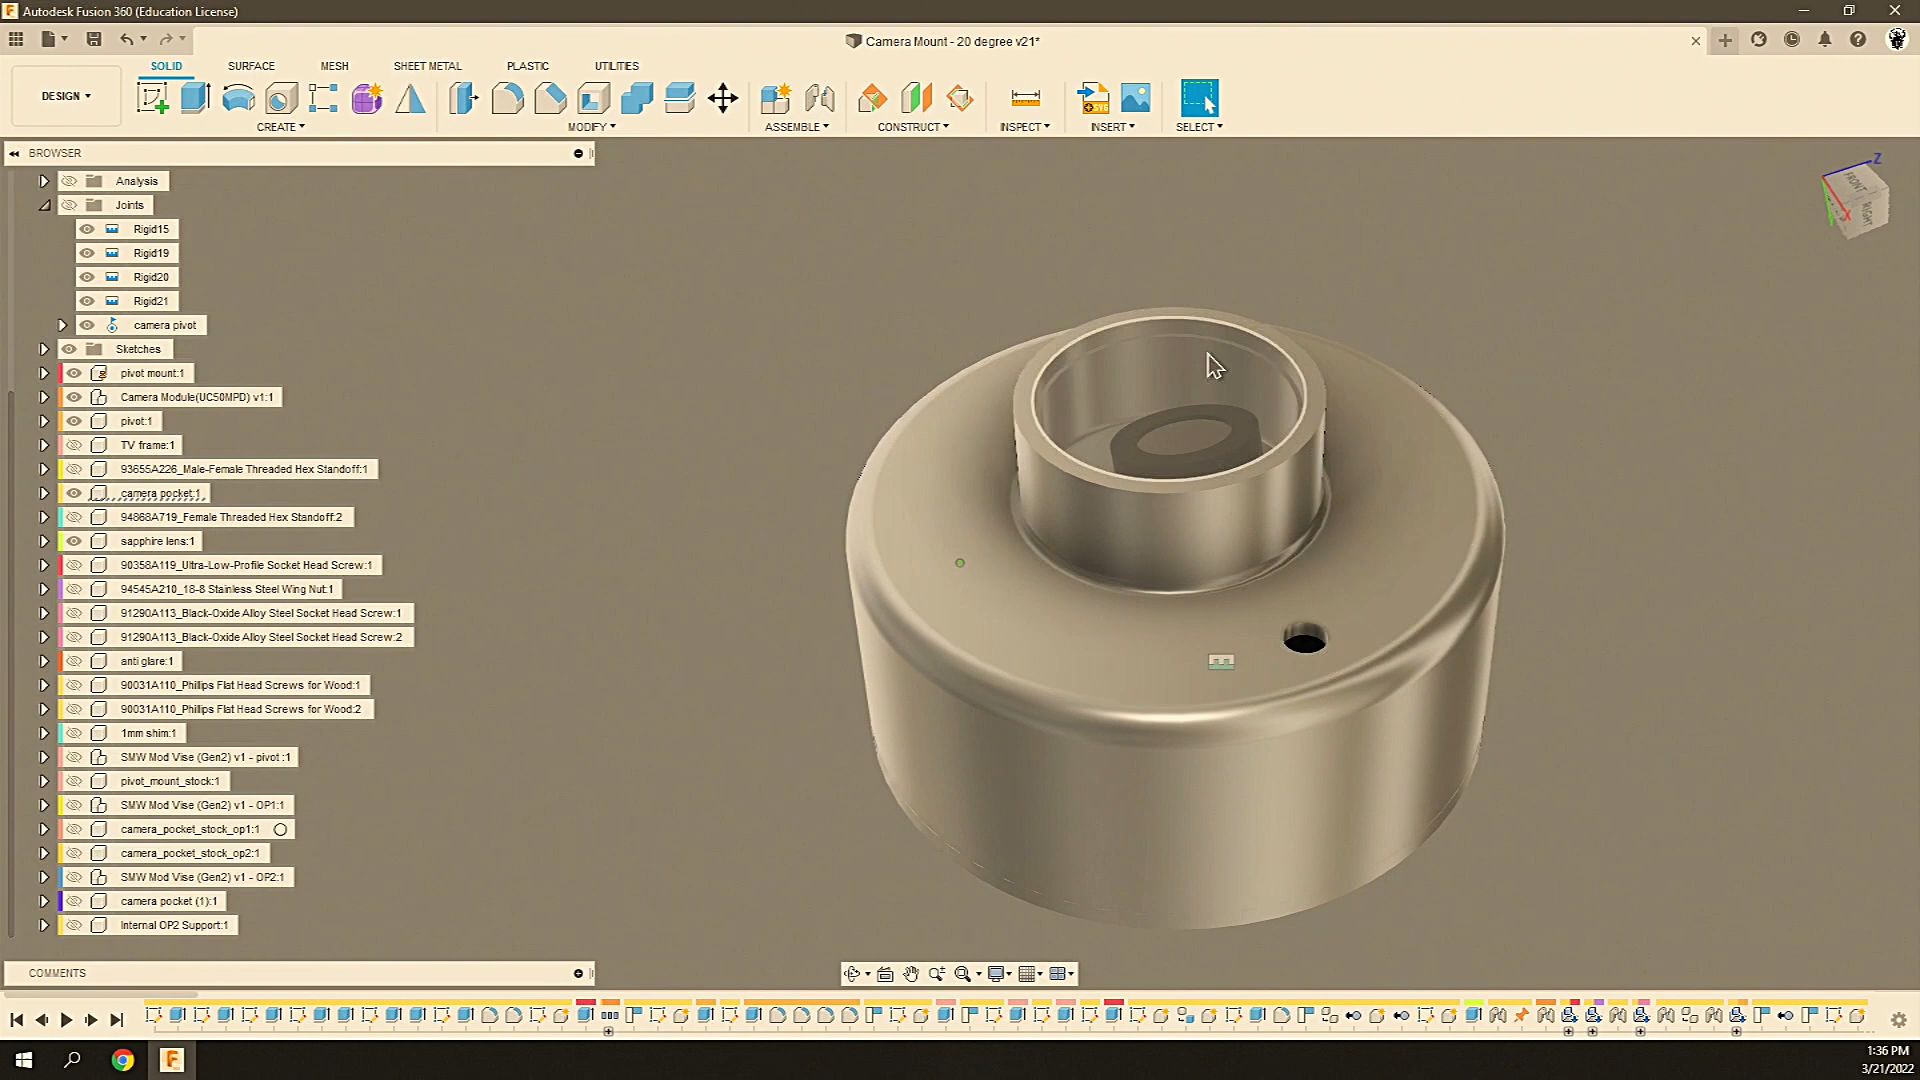 Autodesk Fusion 360 (Education License)
Camera Mount - 20 degree v21*
DESIGN
SOLID SURFACE MESH SHEET METAL PLASTIC UTILITIES
CREATE MODIFY ASSEMBLE CONSTRUCT INSPECT INSERT SELECT
BROWSER
Analysis
Joints
Rigid15
Rigid19
Rigid20
Rigid21
camera pivot
Sketches
pivot mount:1
Camera Module(UC50MPD) v1:1
pivot:1
TV frame:1
93655A226_Male-Female Threaded Hex Standoff:1
camera pocket:1
94868A719_Female Threaded Hex Standoff:2
sapphire lens:1
90358A119_Ultra-Low-Profile Socket Head Screw:1
94545A210_18-8 Stainless Steel Wing Nut:1
91290A113_Black-Oxide Alloy Steel Socket Head Screw:1
91290A113_Black-Oxide Alloy Steel Socket Head Screw:2
anti glare:1
90031A110_Phillips Flat Head Screws for Wood:1
90031A110_Phillips Flat Head Screws for Wood:2
1mm shim:1
SMW Mod Vise (Gen2) v1 - pivot :1
pivot_mount_stock:1
SMW Mod Vise (Gen2) v1 - OP1:1
camera_pocket_stock_op1:1
camera_pocket_stock_op2:1
SMW Mod Vise (Gen2) v1 - OP2:1
camera pocket (1):1
Internal OP2 Support:1
Z
FRONT
RIGHT
X
COMMENTS
1:36 PM
3/21/2022